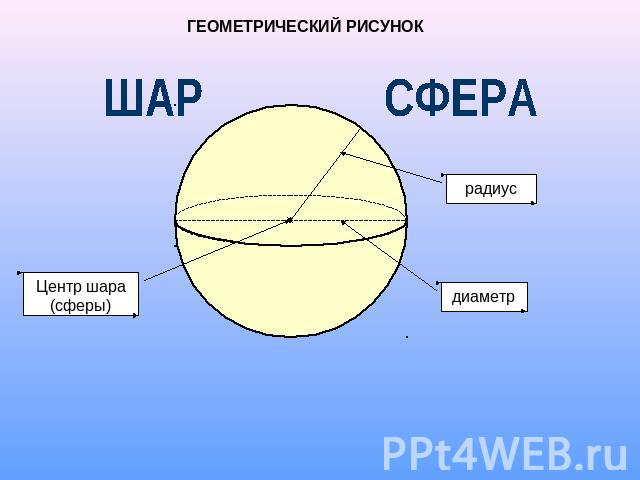 ГЕОМЕТРИЧЕСКИЙ РИСУНОК
ШАР СФЕРА
радиус
Центр шара
(сферы)
диаметр
PPt4WEB.ru